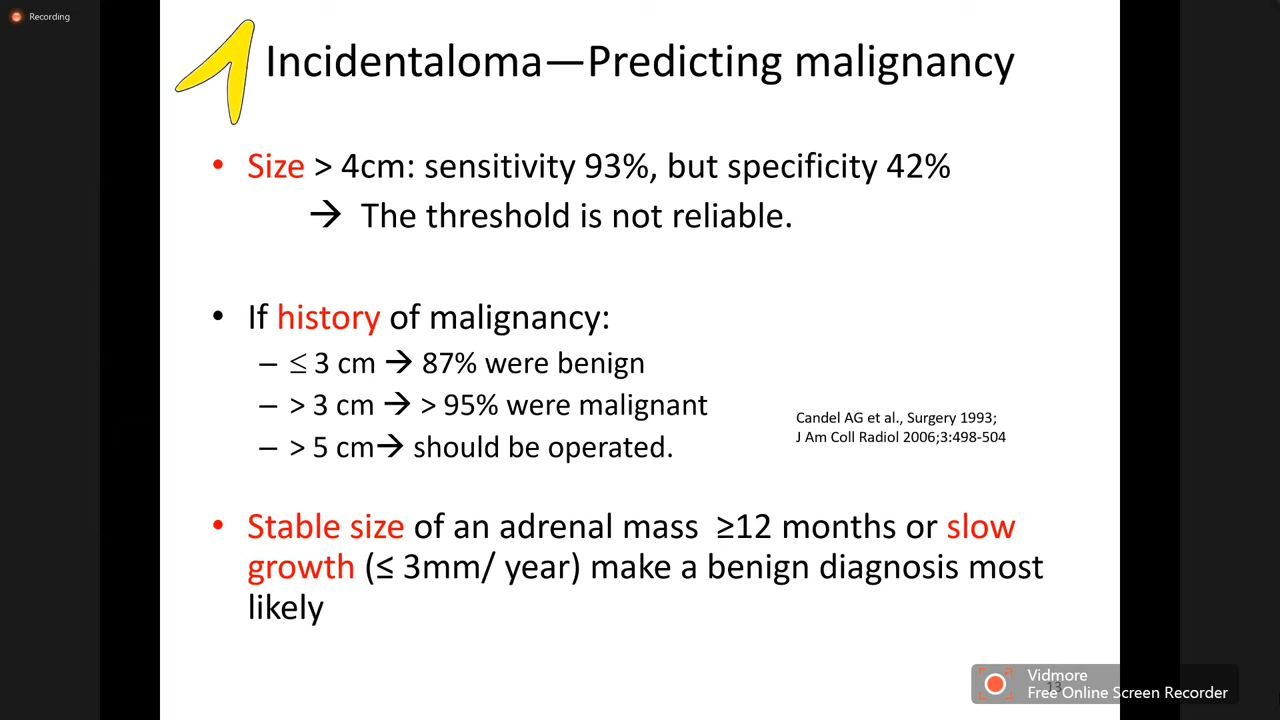 Recording
Incidentaloma—Predicting malignancy
• Size > 4cm: sensitivity 93%, but specificity 42%
→ The threshold is not reliable.
• If history of malignancy:
– ≤ 3 cm → 87% were benign
– > 3 cm → > 95% were malignant
– > 5 cm→ should be operated.
Candel AG et al., Surgery 1993;
J Am Coll Radiol 2006;3:498-504
• Stable size of an adrenal mass ≥12 months or slow
growth (≤ 3mm/ year) make a benign diagnosis most
likely
13
Vidmore
Free Online Screen Recorder